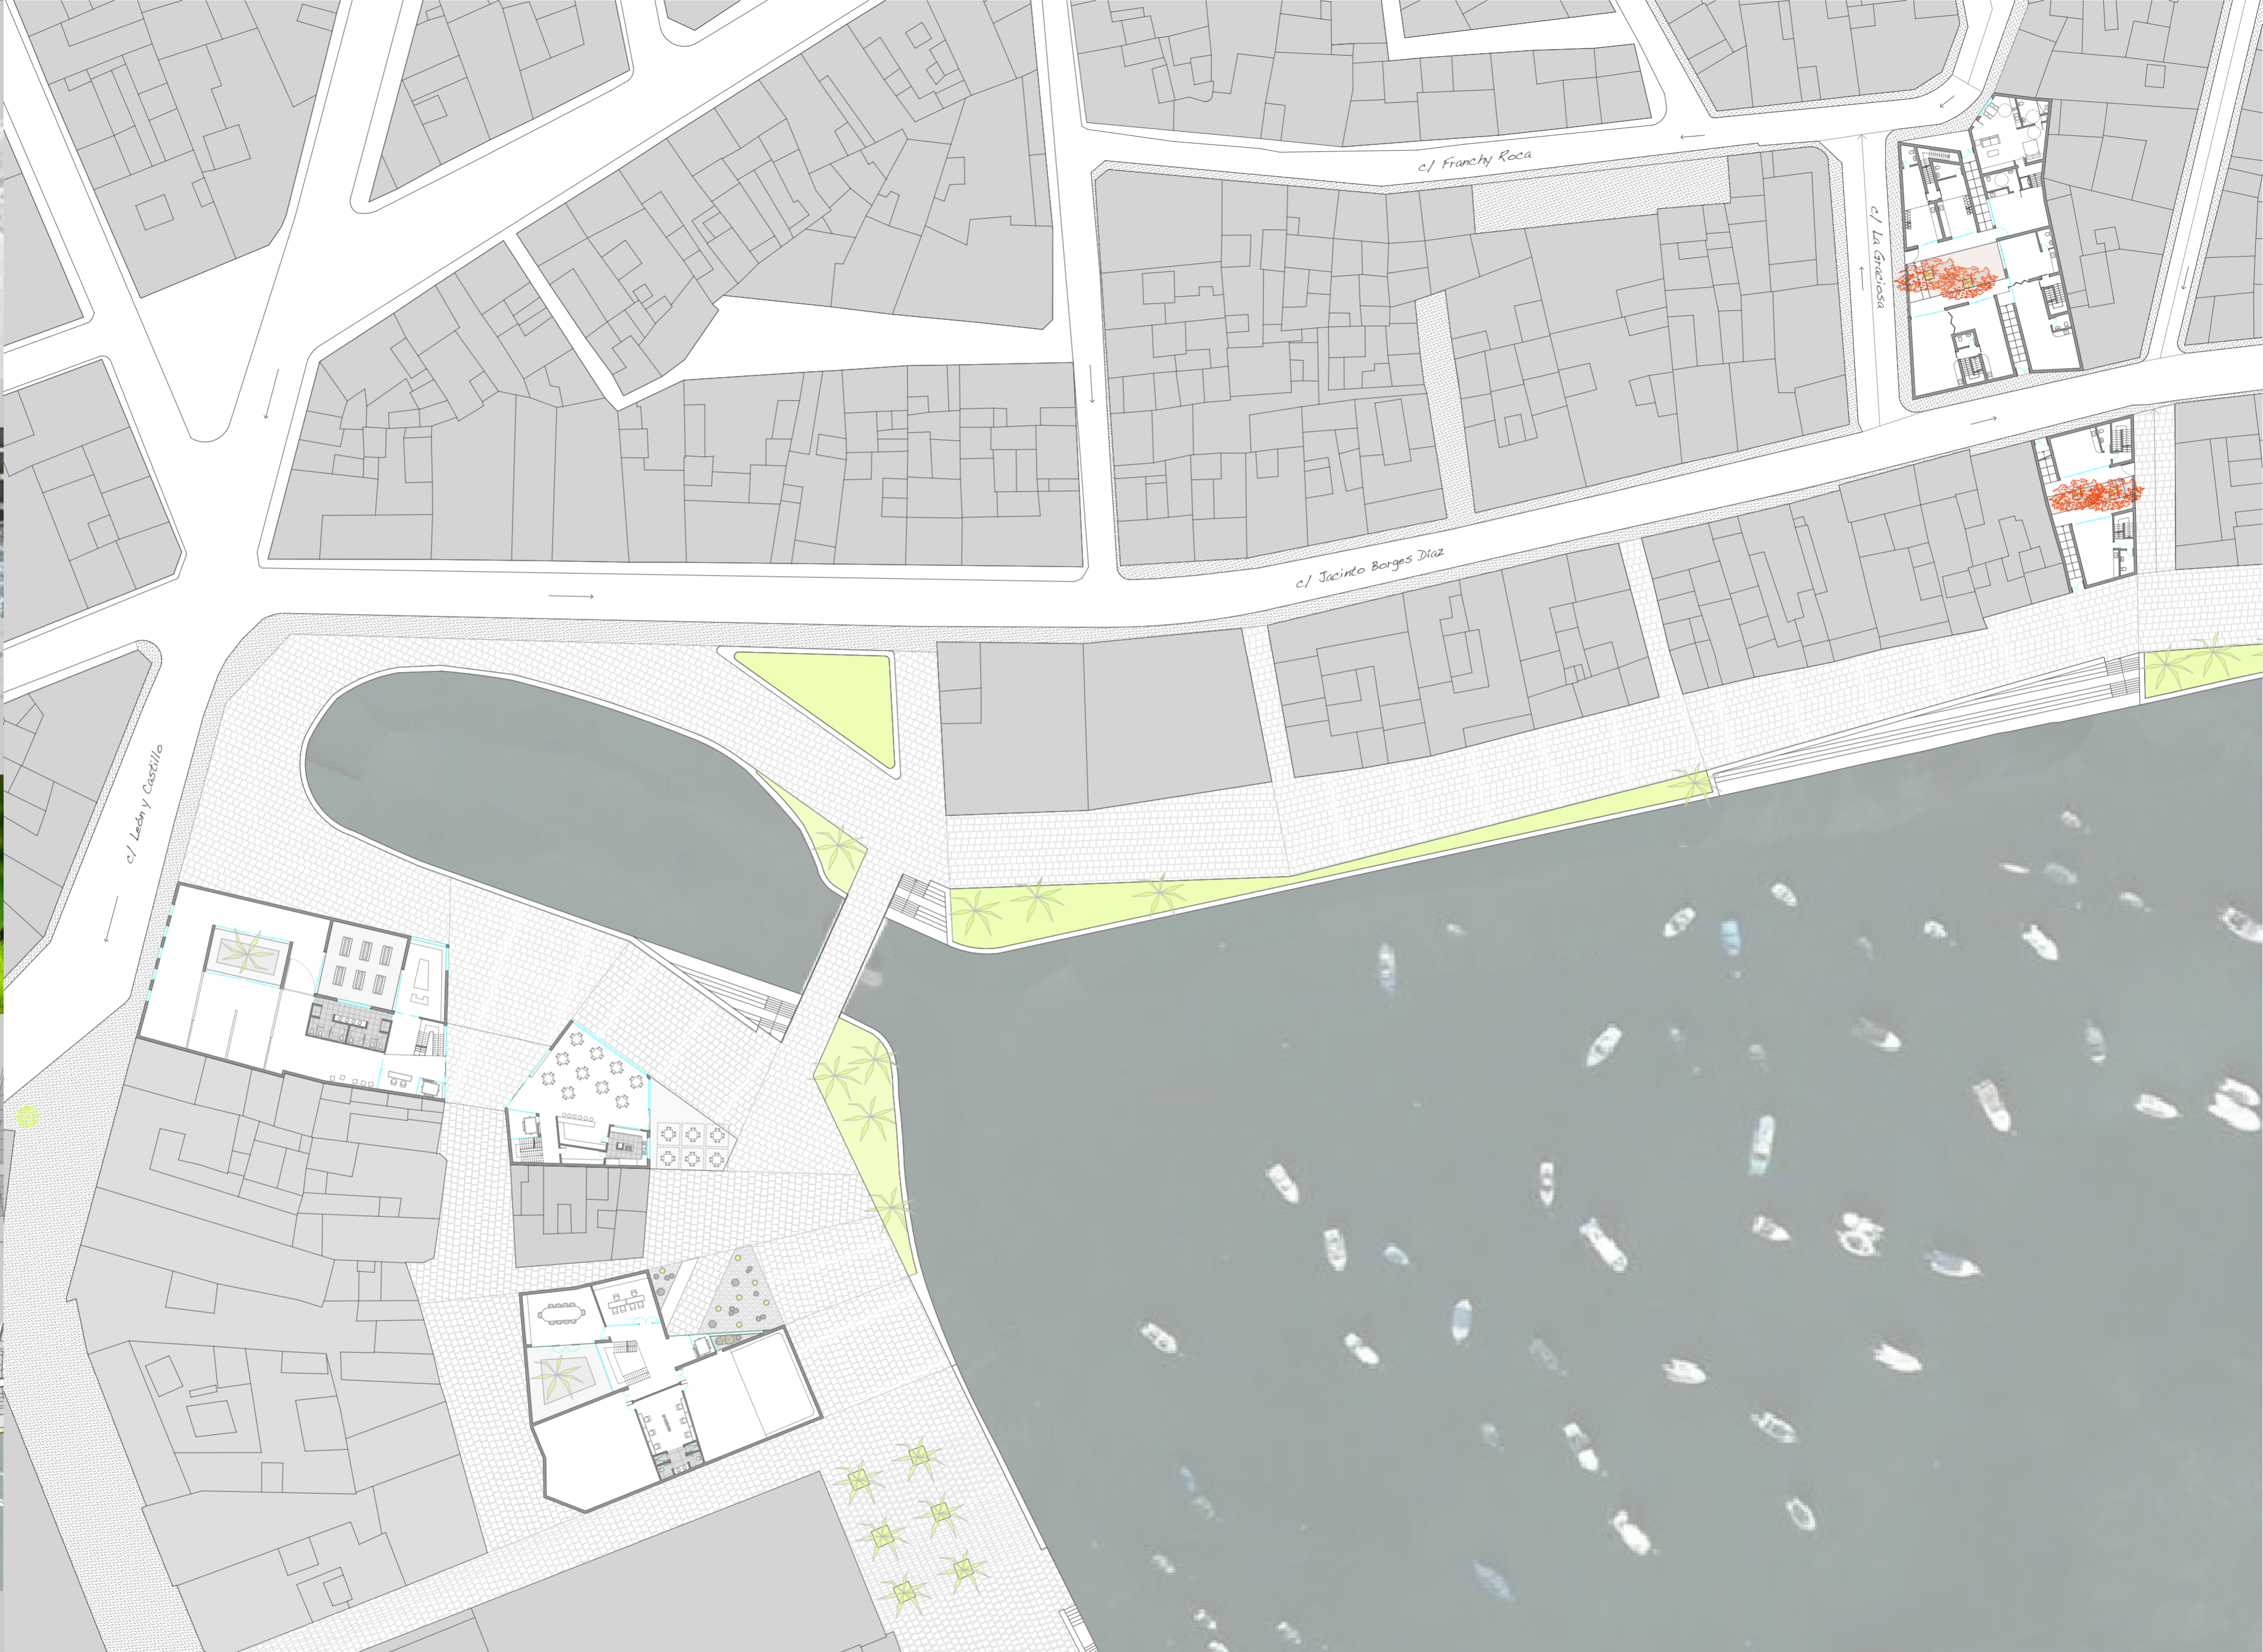 c/ Franchy Roca
c/ La Graciosa
c/ Jacinto Borges Díaz
c/ León y Castillo